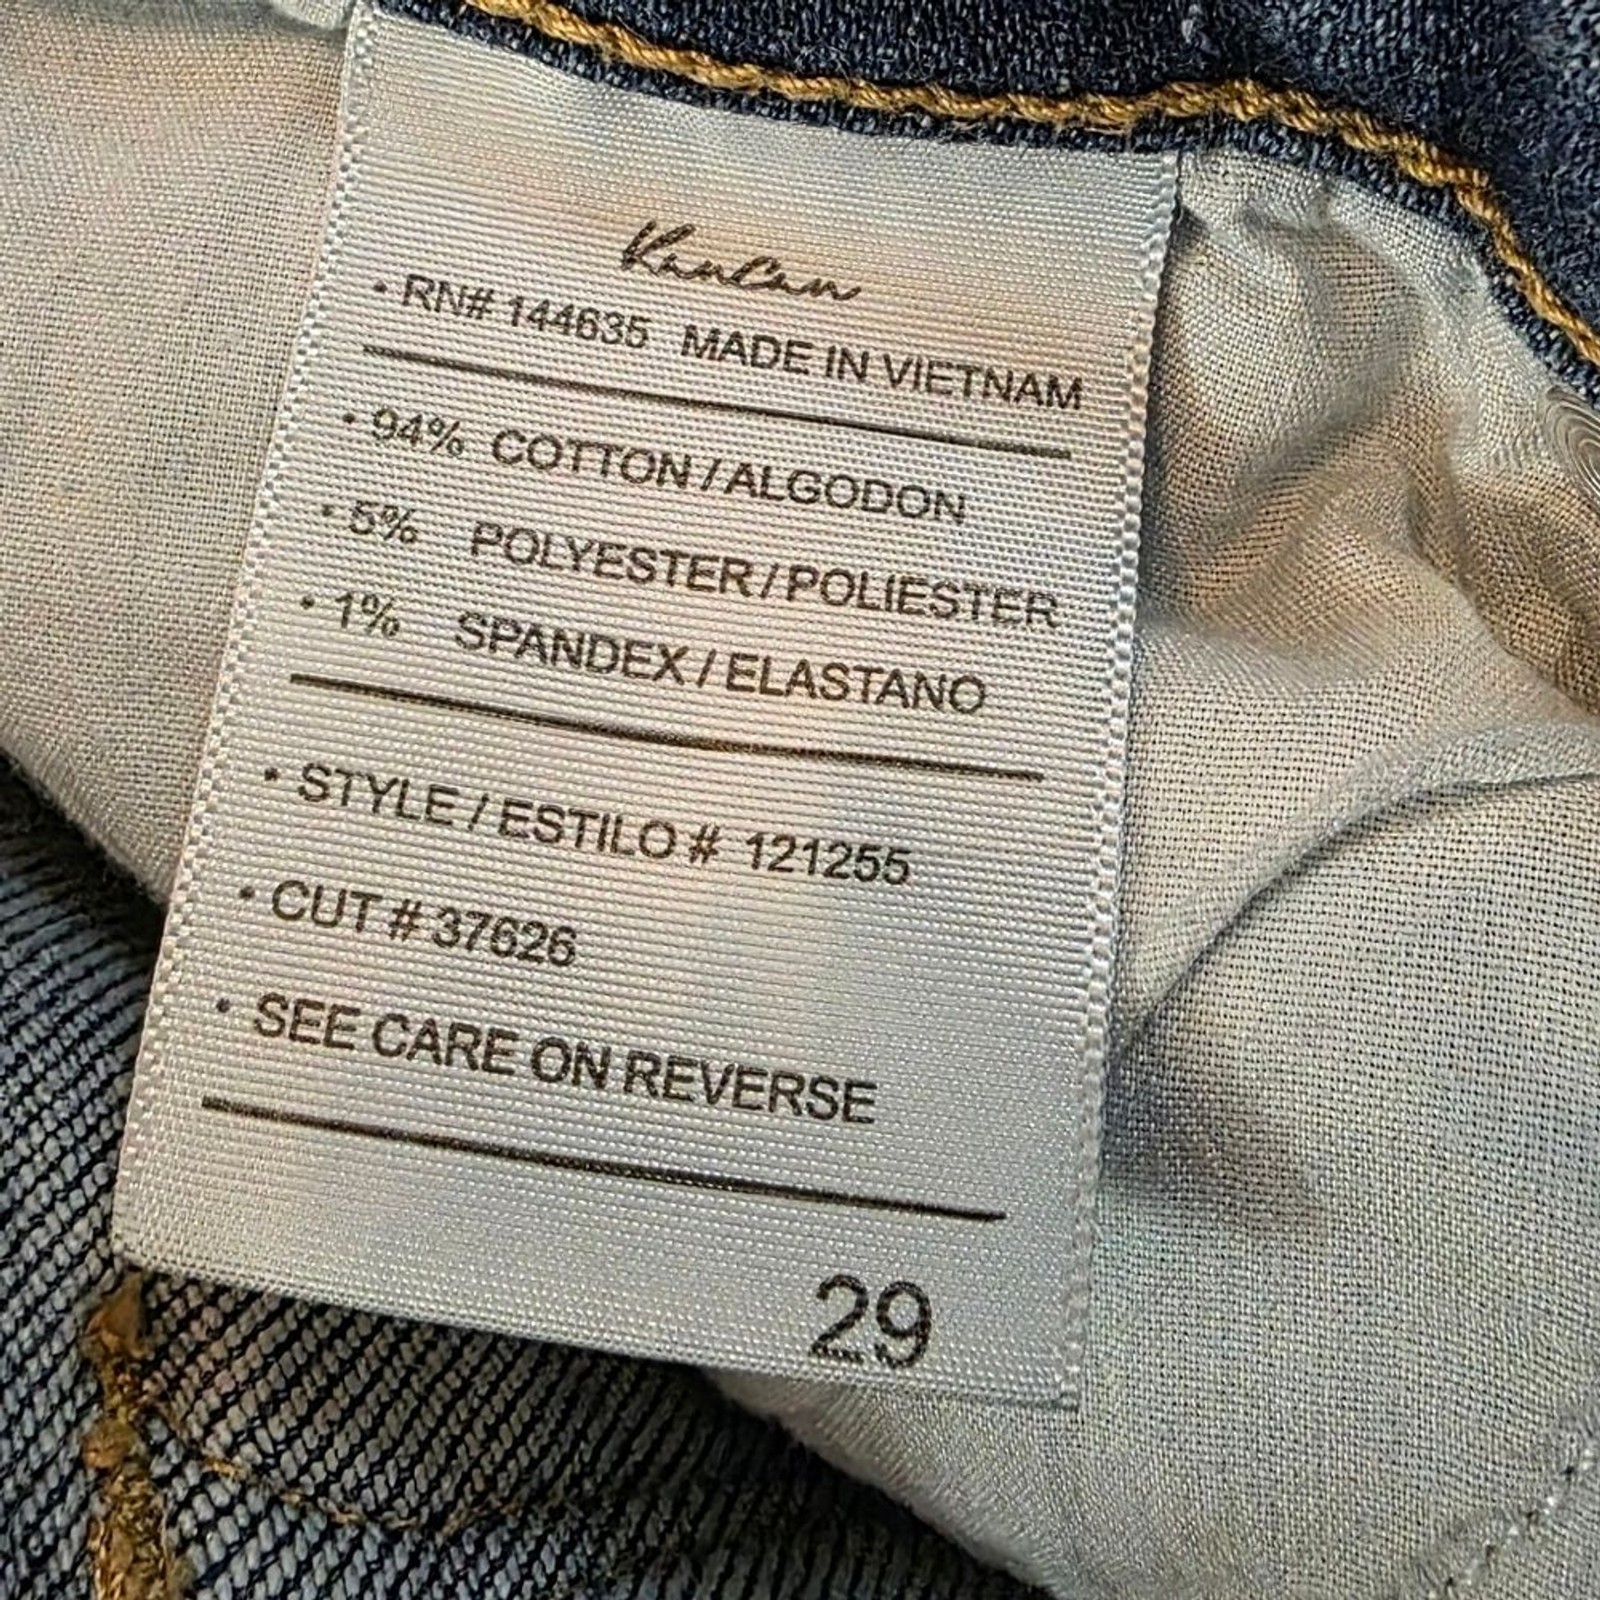 KanCan
• RN# 144635 MADE IN VIETNAM
• 94% COTTON / ALGODON
• 5% POLYESTER / POLIESTER
• 1% SPANDEX / ELASTANO
• STYLE / ESTILO # 121255
• CUT # 37626
• SEE CARE ON REVERSE
29